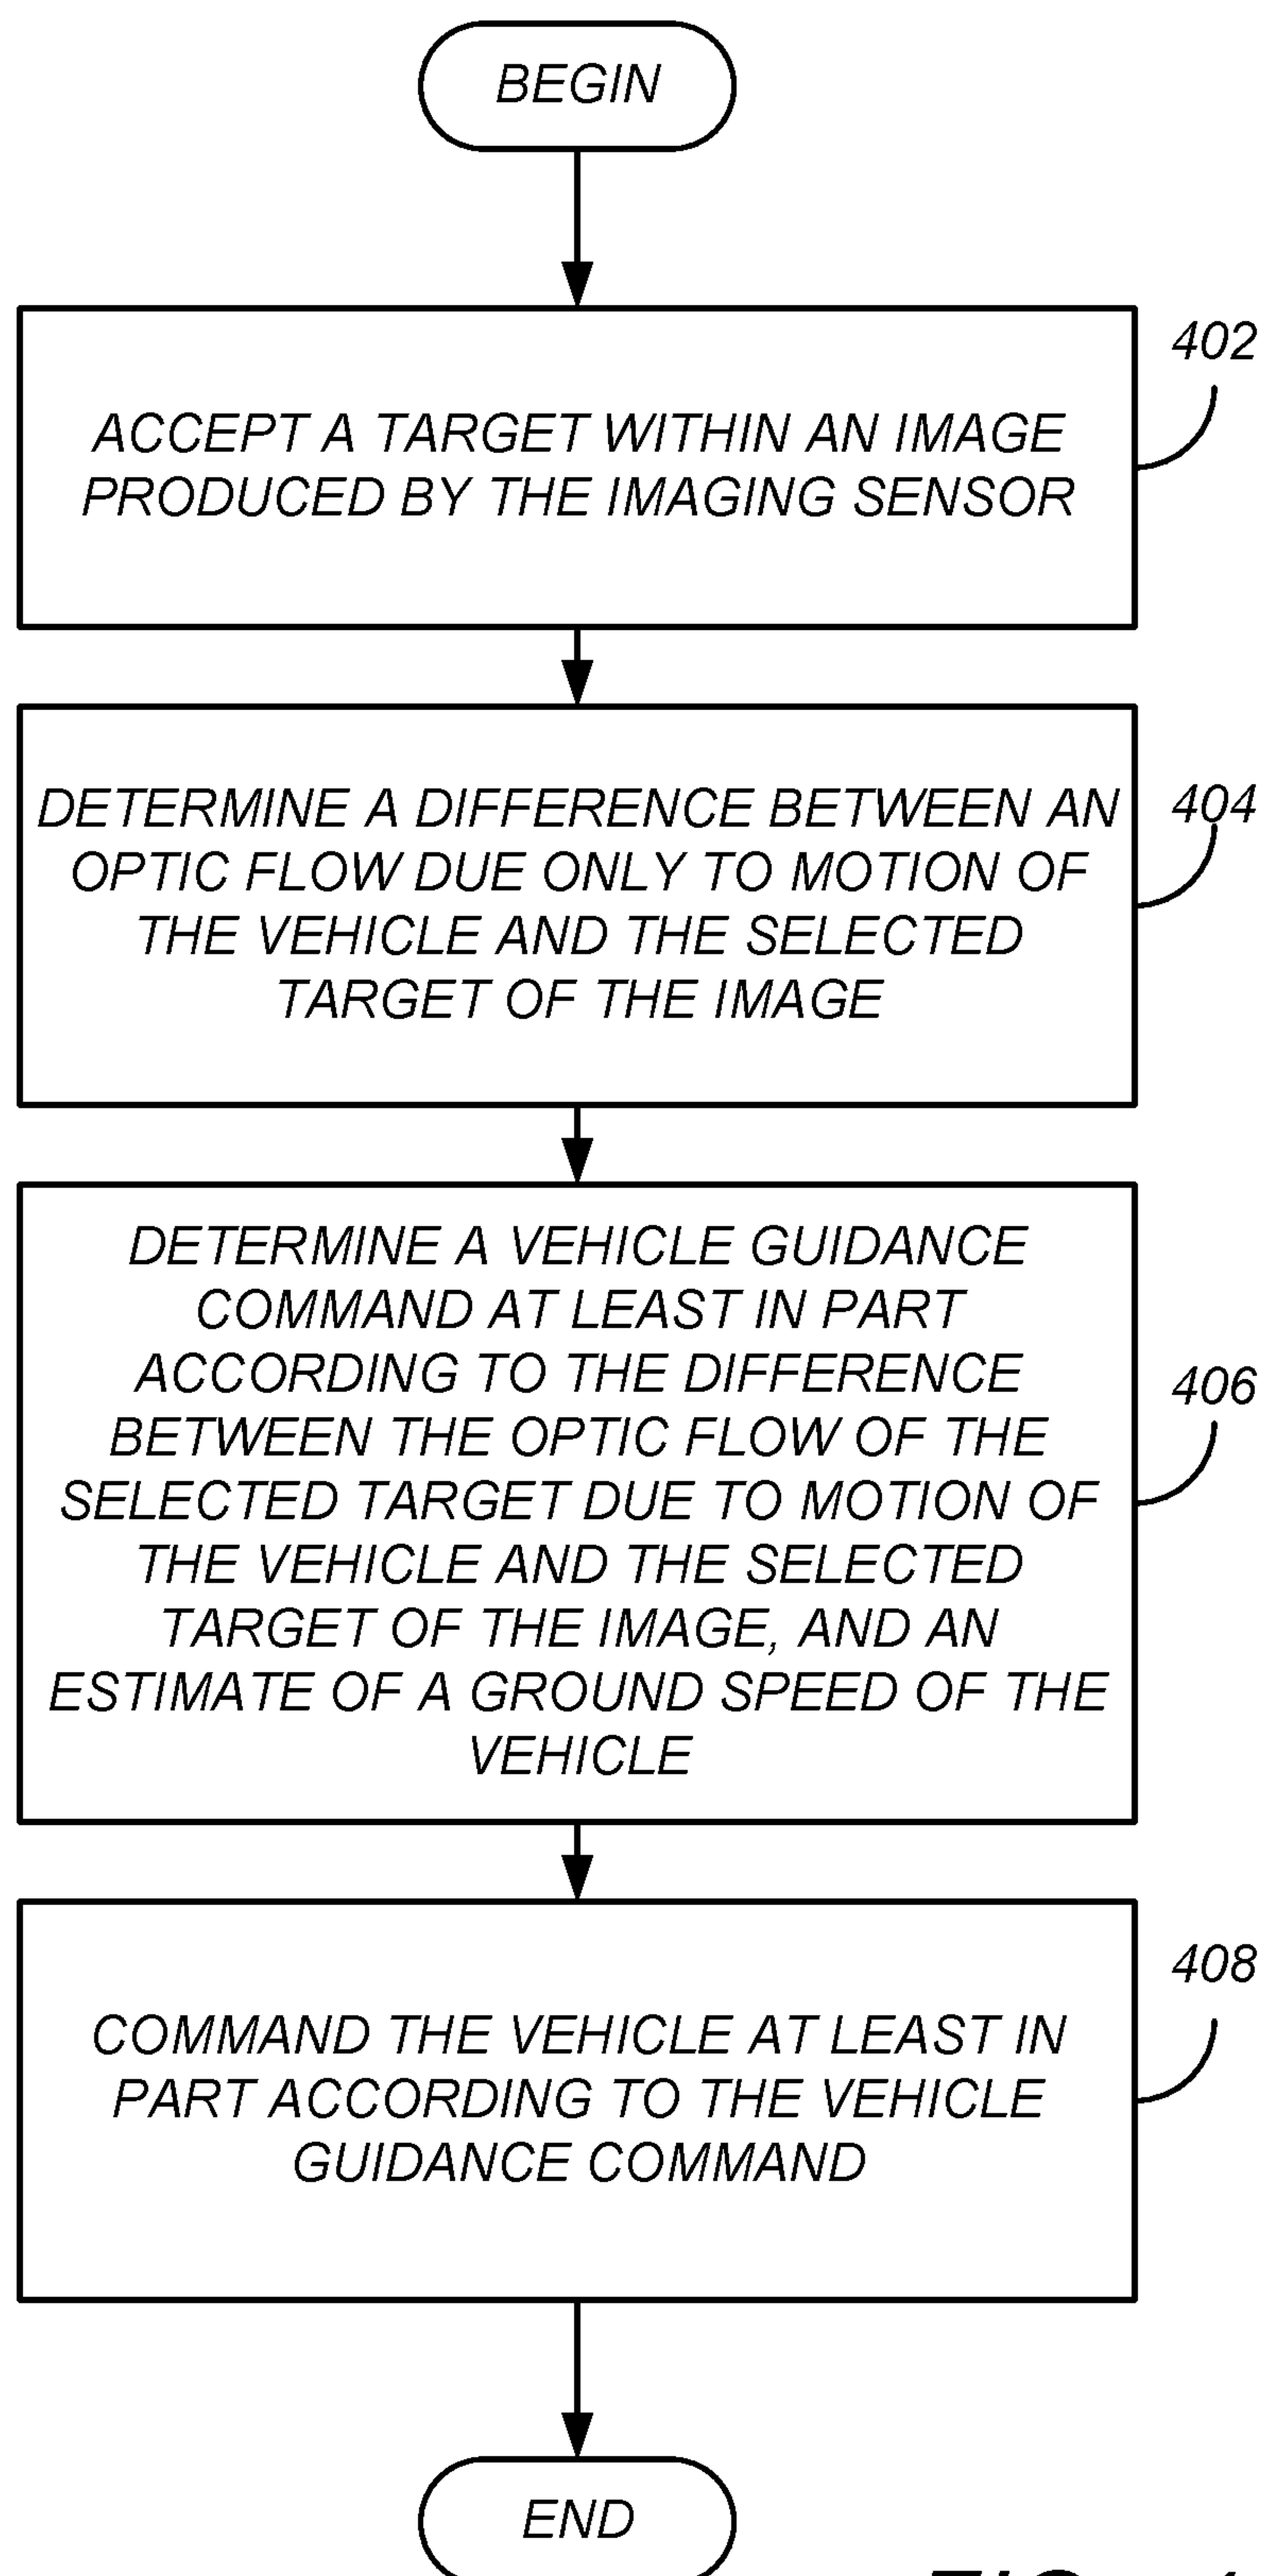 BEGIN
402
ACCEPT A TARGET WITHIN AN IMAGE
PRODUCED BY THE IMAGING SENSOR
404
DETERMINE A DIFFERENCE BETWEEN AN
OPTIC FLOW DUE ONLY TO MOTION OF
THE VEHICLE AND THE SELECTED
TARGET OF THE IMAGE
DETERMINE A VEHICLE GUIDANCE
COMMAND AT LEAST IN PART
ACCORDING TO THE DIFFERENCE
406
BETWEEN THE OPTIC FLOW OF THE
SELECTED TARGET DUE TO MOTION OF
THE VEHICLE AND THE SELECTED
TARGET OF THE IMAGE, AND AN
ESTIMATE OF A GROUND SPEED OF THE
VEHICLE
408
COMMAND THE VEHICLE AT LEAST IN
PART ACCORDING TO THE VEHICLE
GUIDANCE COMMAND
END